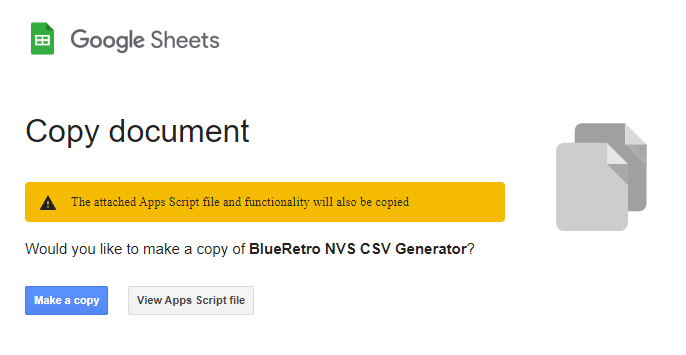 Google Sheets
Copy document
The attached Apps Script file and functionality will also be copied
Would you like to make a copy of BlueRetro NVS CSV Generator?
Make a copy
View Apps Script file